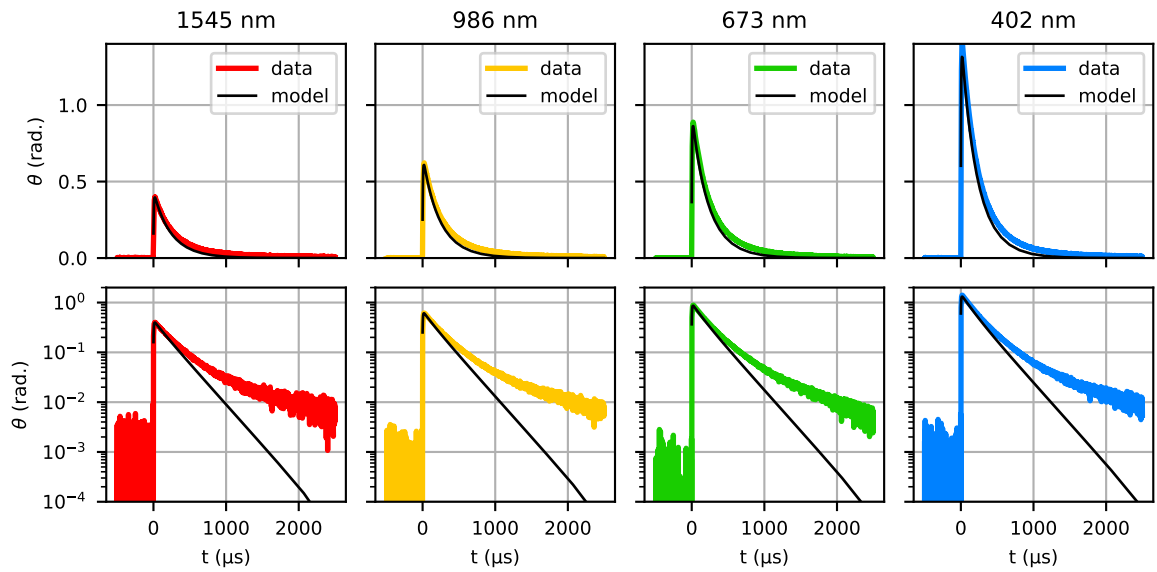 1545 nm
986 nm
673 nm
402 nm
θ (rad.)
1.0
0.5
0.0
data
model
data
model
data
model
data
model
θ (rad.)
10⁰
10⁻¹
10⁻²
10⁻³
10⁻⁴
0 1000 2000
0 1000 2000
0 1000 2000
0 1000 2000
t (µs)
t (µs)
t (µs)
t (µs)